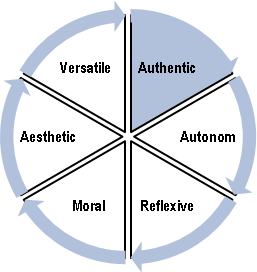 Versatile Authentic
Aesthetic Autonom
Moral Reflexive